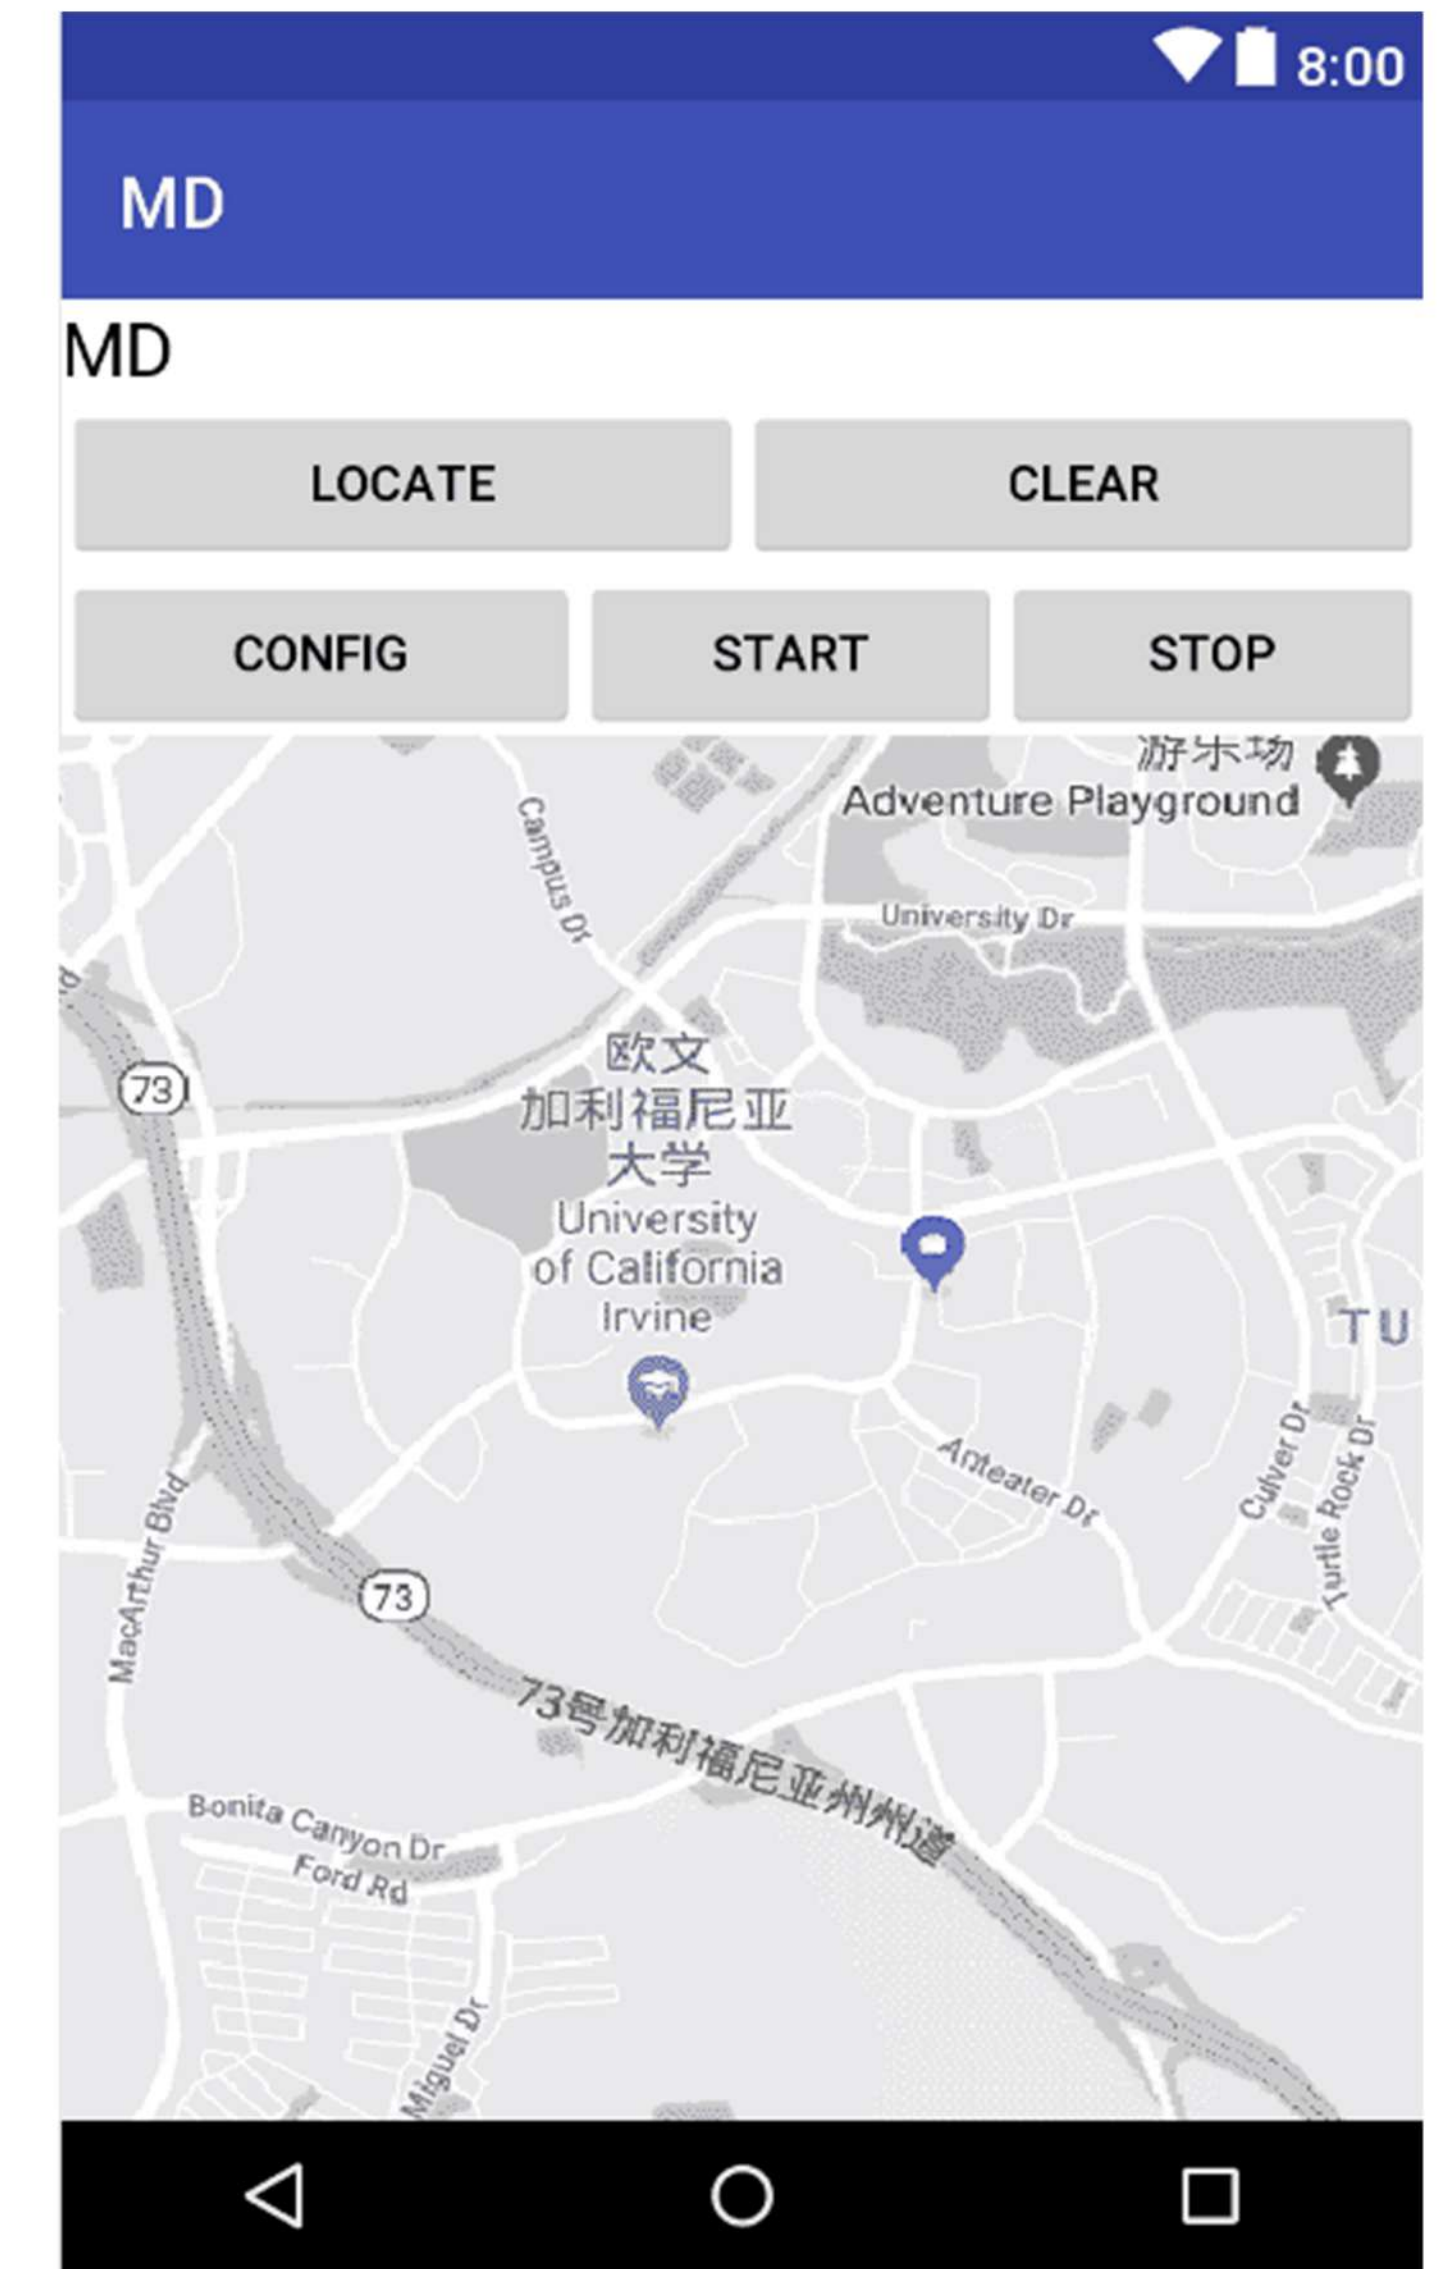 8:00
MD
MD
LOCATE
CLEAR
CONFIG
START
STOP
游乐场
Adventure Playground
Campus Dr
University Dr
73
欧文
加利福尼亚
大学
University
of California
Irvine
TU
Anteater Dr
Culver Dr
Turtle Rock Dr
MacArthur Blvd
73
73号加利福尼亚州州道
Bonita Canyon Dr
Ford Rd
Miguel Dr